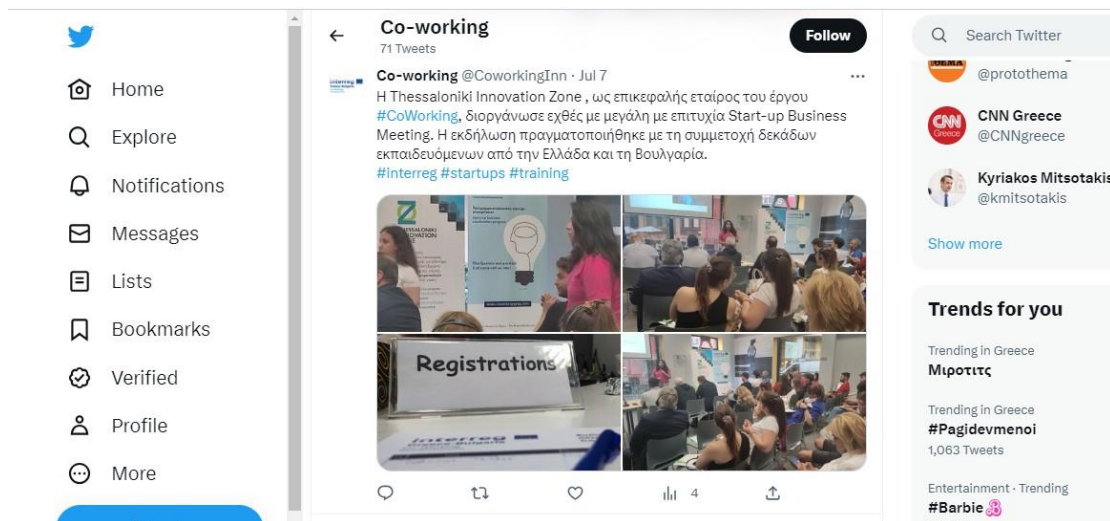 Home
Explore
Notifications
Messages
Lists
Bookmarks
Verified
Profile
More
Co-working
71 Tweets
Follow
Co-working @CoworkingInn · Jul 7
Η Thessaloniki Innovation Zone , ως επικεφαλής εταίρος του έργου
#CoWorking, διοργάνωσε εχθές με μεγάλη με επιτυχία Start-up Business
Meeting. Η εκδήλωση πραγματοποιήθηκε με τη συμμετοχή δεκάδων
εκπαιδευόμενων από την Ελλάδα και τη Βουλγαρία.
#interreg #startups #training
Registrations
interreg
4
Search Twitter
@protothema
CNN Greece
@CNNgreece
Kyriakos Mitsotakis
@kmitsotakis
Show more
Trends for you
Trending in Greece
Μιροτιτς
Trending in Greece
#Pagidevmenoi
1,063 Tweets
Entertainment · Trending
#Barbie